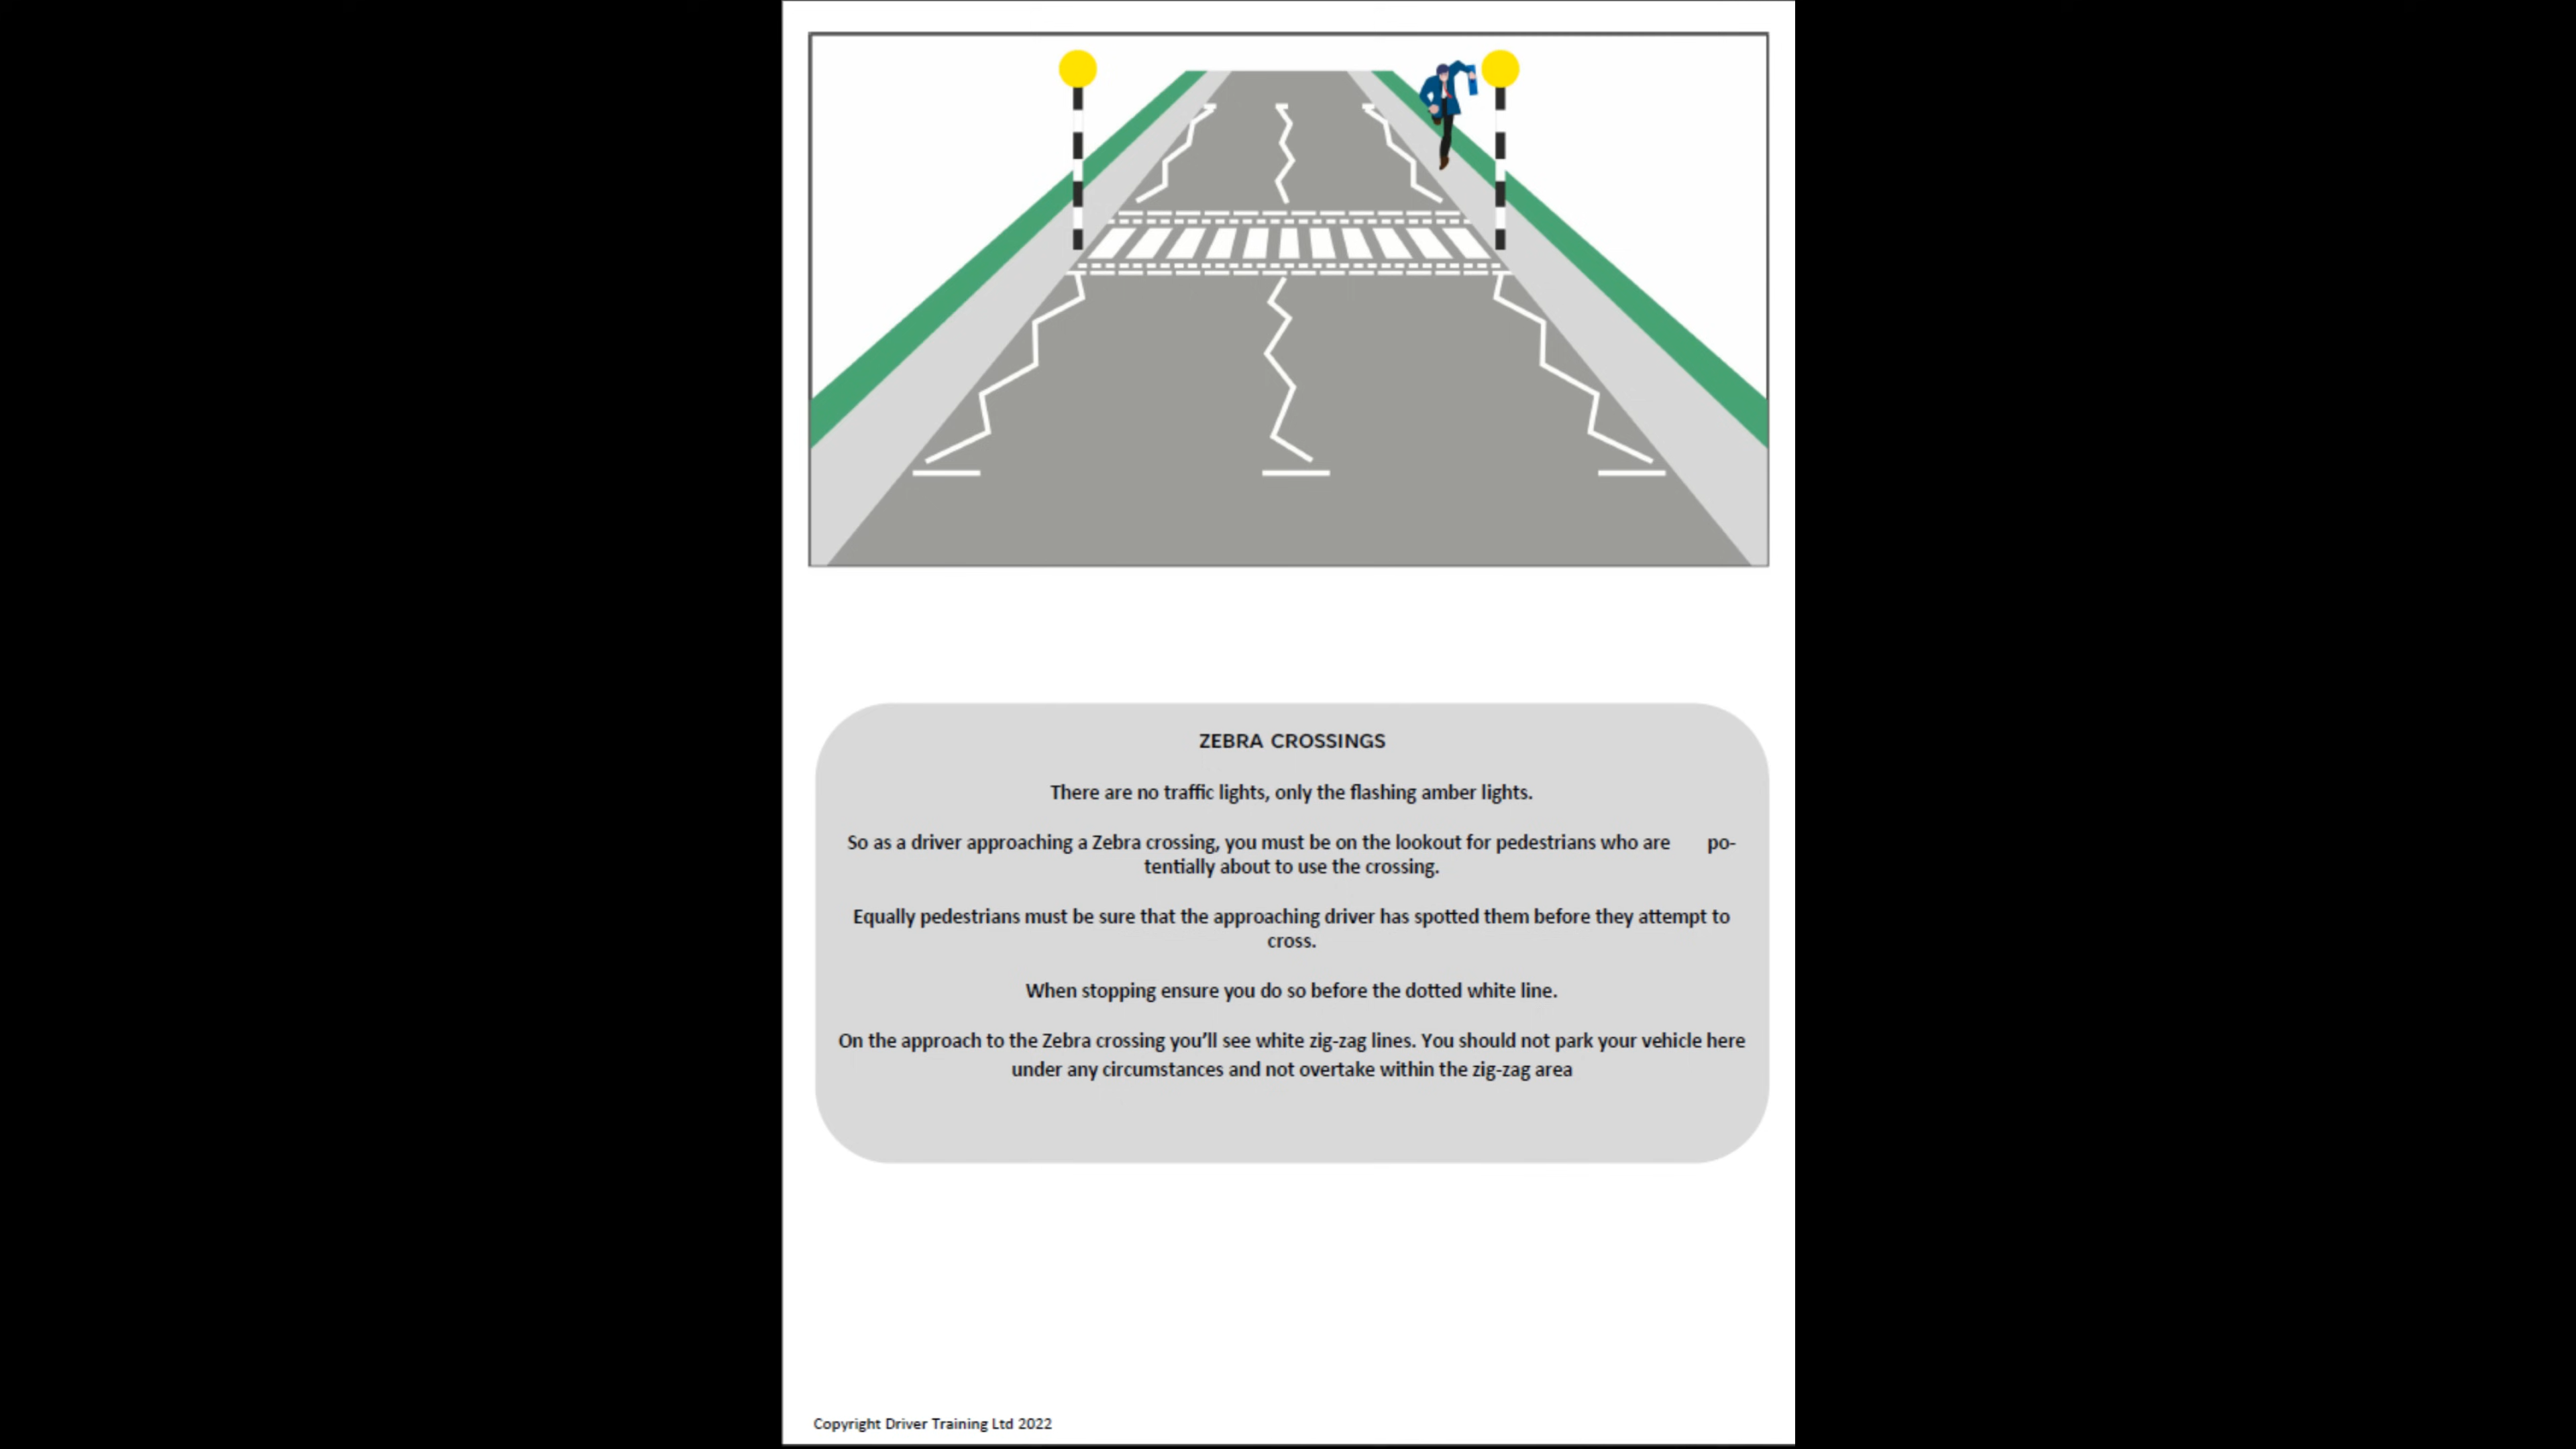 ZEBRA CROSSINGS
There are no traffic lights, only the flashing amber lights.
So as a driver approaching a Zebra crossing, you must be on the lookout for pedestrians who are po-
tentially about to use the crossing.
Equally pedestrians must be sure that the approaching driver has spotted them before they attempt to
cross.
When stopping ensure you do so before the dotted white line.
On the approach to the Zebra crossing you’ll see white zig-zag lines. You should not park your vehicle here
under any circumstances and not overtake within the zig-zag area
Copyright Driver Training Ltd 2022